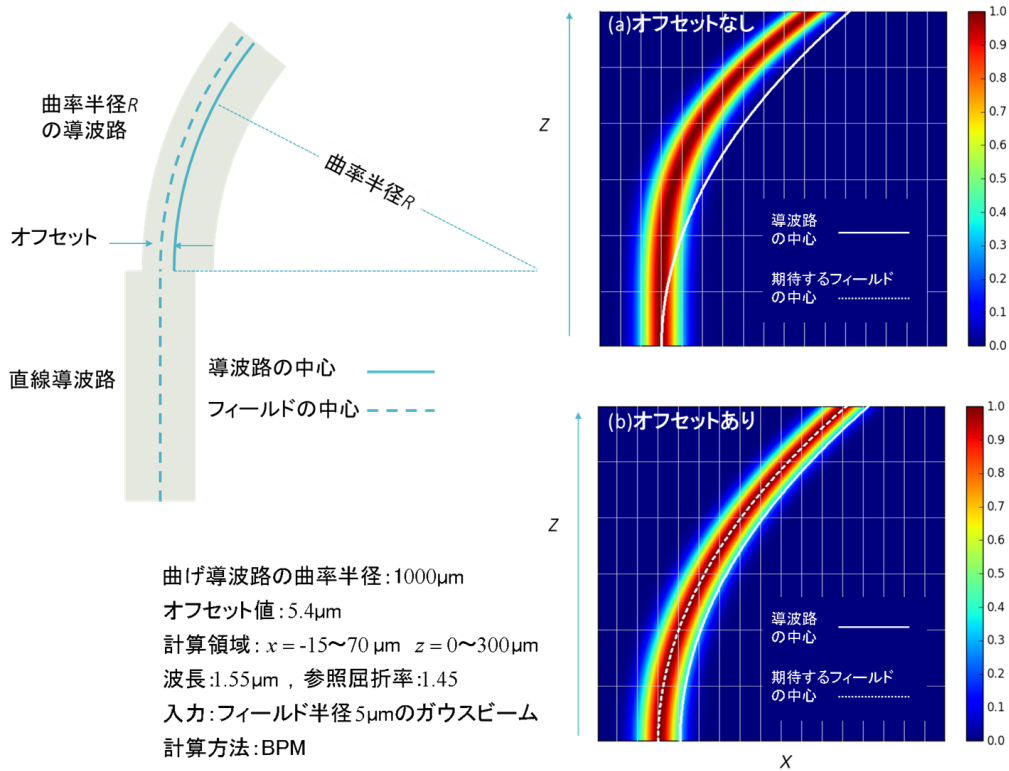 曲率半径R
の導波路
曲率半径R
オフセット
直線導波路
導波路の中心
フィールドの中心
曲げ導波路の曲率半径:1000μm
オフセット値:5.4μm
計算領域: x = -15～70 μm z = 0～300μm
波長:1.55μm , 参照屈折率:1.45
入力:フィールド半径5μmのガウスビーム
計算方法:BPM
(a)オフセットなし
Z
導波路
の中心
期待するフィールド
の中心
1.0
0.9
0.8
0.7
0.6
0.5
0.4
0.3
0.2
0.1
0.0
(b)オフセットあり
Z
導波路
の中心
期待するフィールド
の中心
X
1.0
0.9
0.8
0.7
0.6
0.5
0.4
0.3
0.2
0.1
0.0